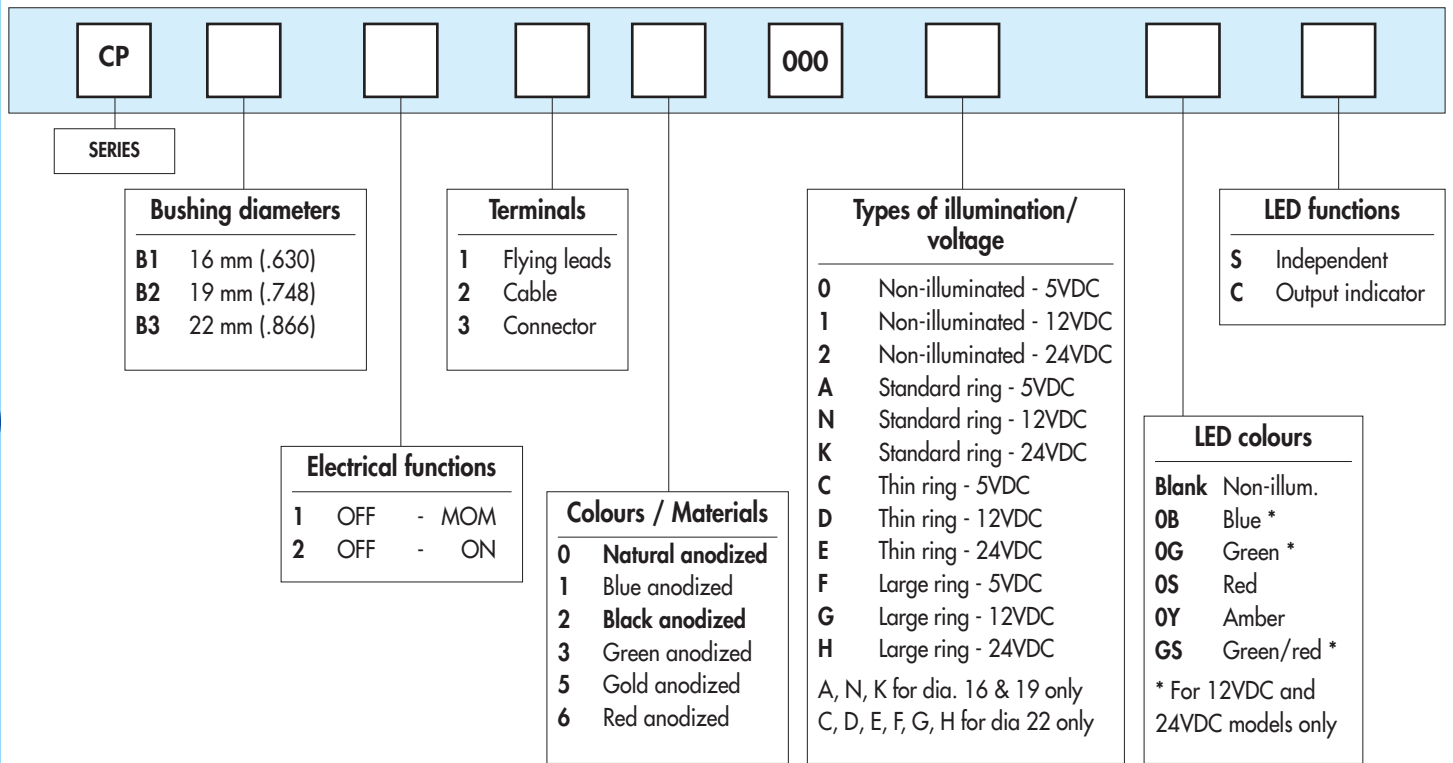 CP 000
SERIES
Bushing diameters
B1 16 mm (.630)
B2 19 mm (.748)
B3 22 mm (.866)
Electrical functions
1 OFF - MOM
2 OFF - ON
Terminals
1 Flying leads
2 Cable
3 Connector
Colours / Materials
0 Natural anodized
1 Blue anodized
2 Black anodized
3 Green anodized
5 Gold anodized
6 Red anodized
Types of illumination/
voltage
0 Non-illuminated - 5VDC
1 Non-illuminated - 12VDC
2 Non-illuminated - 24VDC
A Standard ring - 5VDC
N Standard ring - 12VDC
K Standard ring - 24VDC
C Thin ring - 5VDC
D Thin ring - 12VDC
E Thin ring - 24VDC
F Large ring - 5VDC
G Large ring - 12VDC
H Large ring - 24VDC
A, N, K for dia. 16 & 19 only
C, D, E, F, G, H for dia 22 only
LED colours
Blank Non-illum.
0B Blue *
0G Green *
0S Red
0Y Amber
GS Green/red *
* For 12VDC and
24VDC models only
LED functions
S Independent
C Output indicator